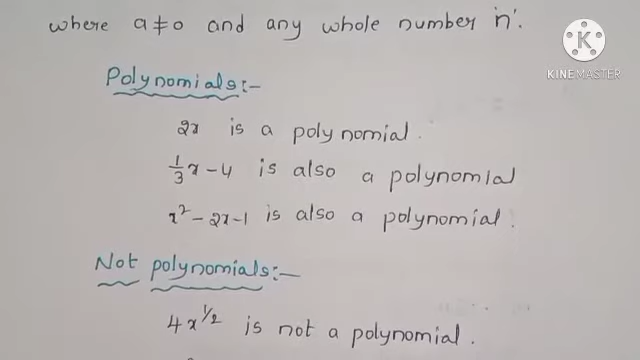 where a ≠ 0 and any whole number 'n'.
KINEMASTER
Polynomials:-
2x is a polynomial.
1/3 x - 4 is also a polynomial
x² - 2x - 1 is also a polynomial.
Not polynomials:-
4x^1/2 is not a polynomial.